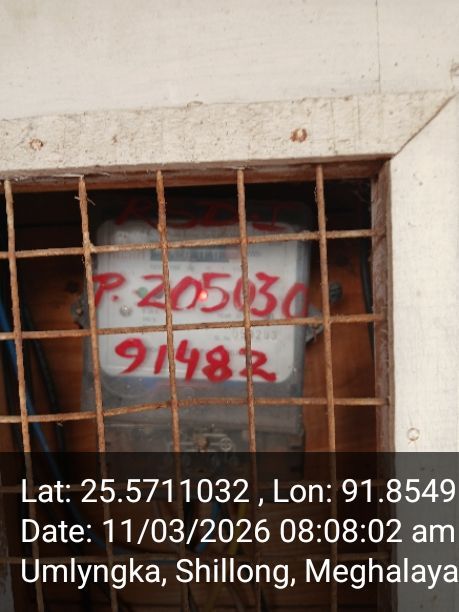 P. 205030
91482
Lat: 25.5711032 , Lon: 91.8549
Date: 11/03/2026 08:08:02 am
Umlyngka, Shillong, Meghalaya